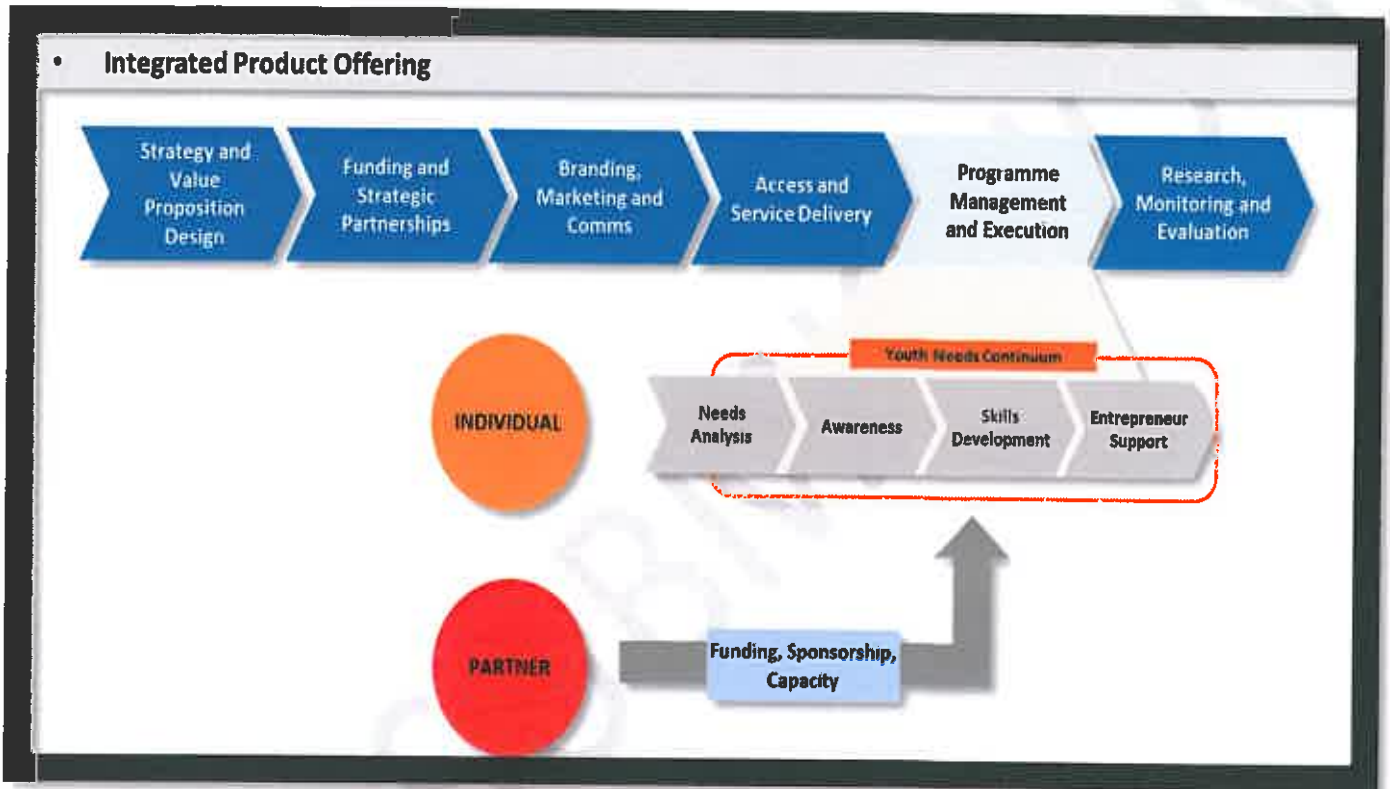 • Integrated Product Offering
Strategy and
Value
Proposition
Design
Funding and
Strategic
Partnerships
Branding,
Marketing and
Comms
Access and
Service Delivery
Programme
Management
and Execution
Research,
Monitoring and
Evaluation
Youth Needs Continuum
INDIVIDUAL
Needs
Analysis
Awareness
Skills
Development
Entrepreneur
Support
PARTNER
Funding, Sponsorship,
Capacity